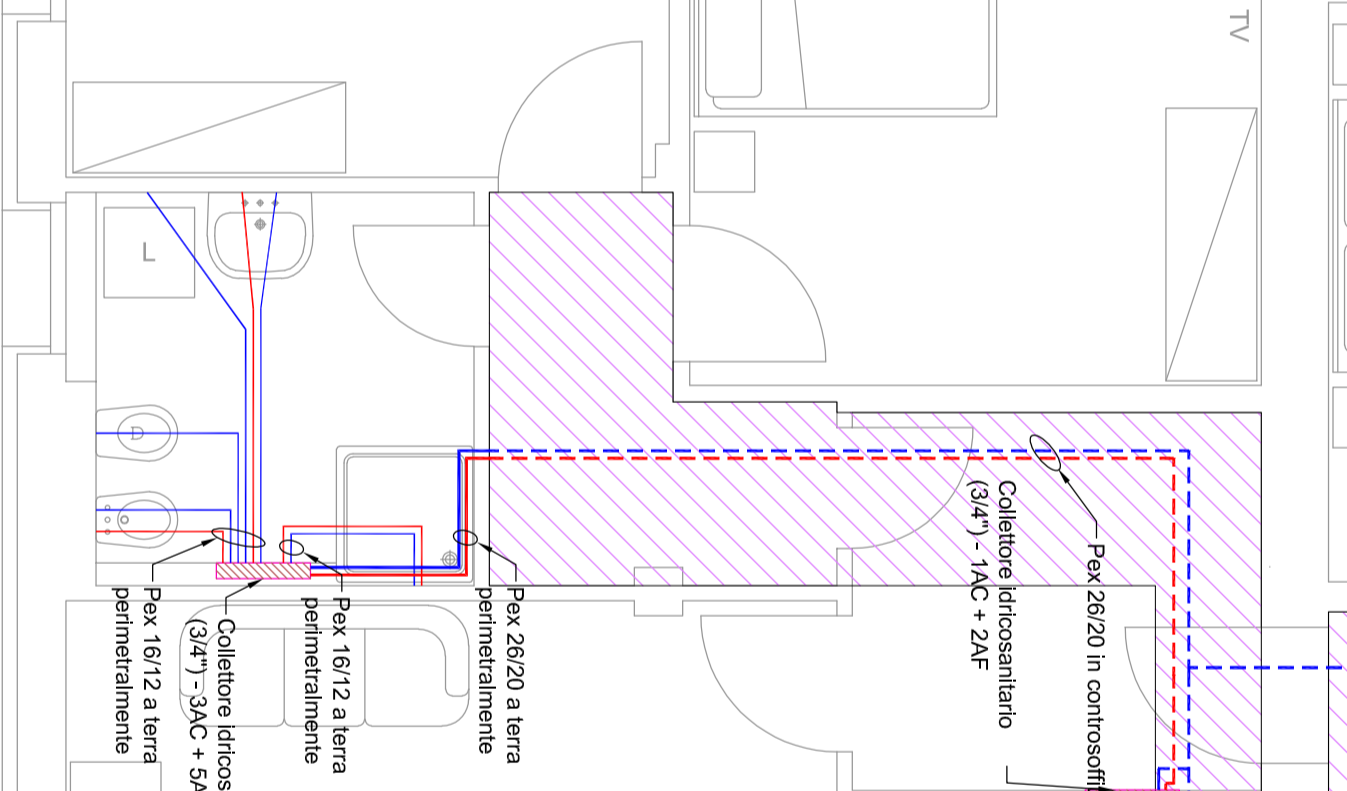 TV
L
Pex 26/20 in controsoffi
Collettore idricosanitario
(3/4") - 1AC + 2AF
Pex 26/20 a terra
perimetralmente
Pex 16/12 a terra
perimetralmente
Collettore idricos
(3/4") - 3AC + 5A
Pex 16/12 a terra
perimetralmente